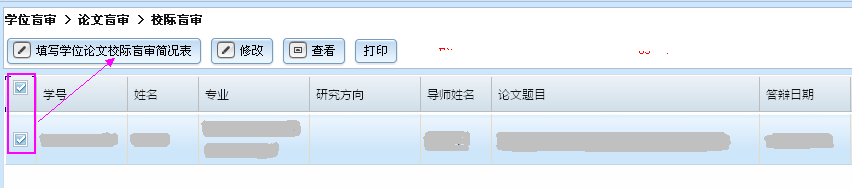 学位盲审 > 论文盲审 > 校际盲审
填写学位论文校际盲审简况表 修改 查看 打印
学号 姓名 专业 研究方向 导师姓名 论文题目 答辩日期